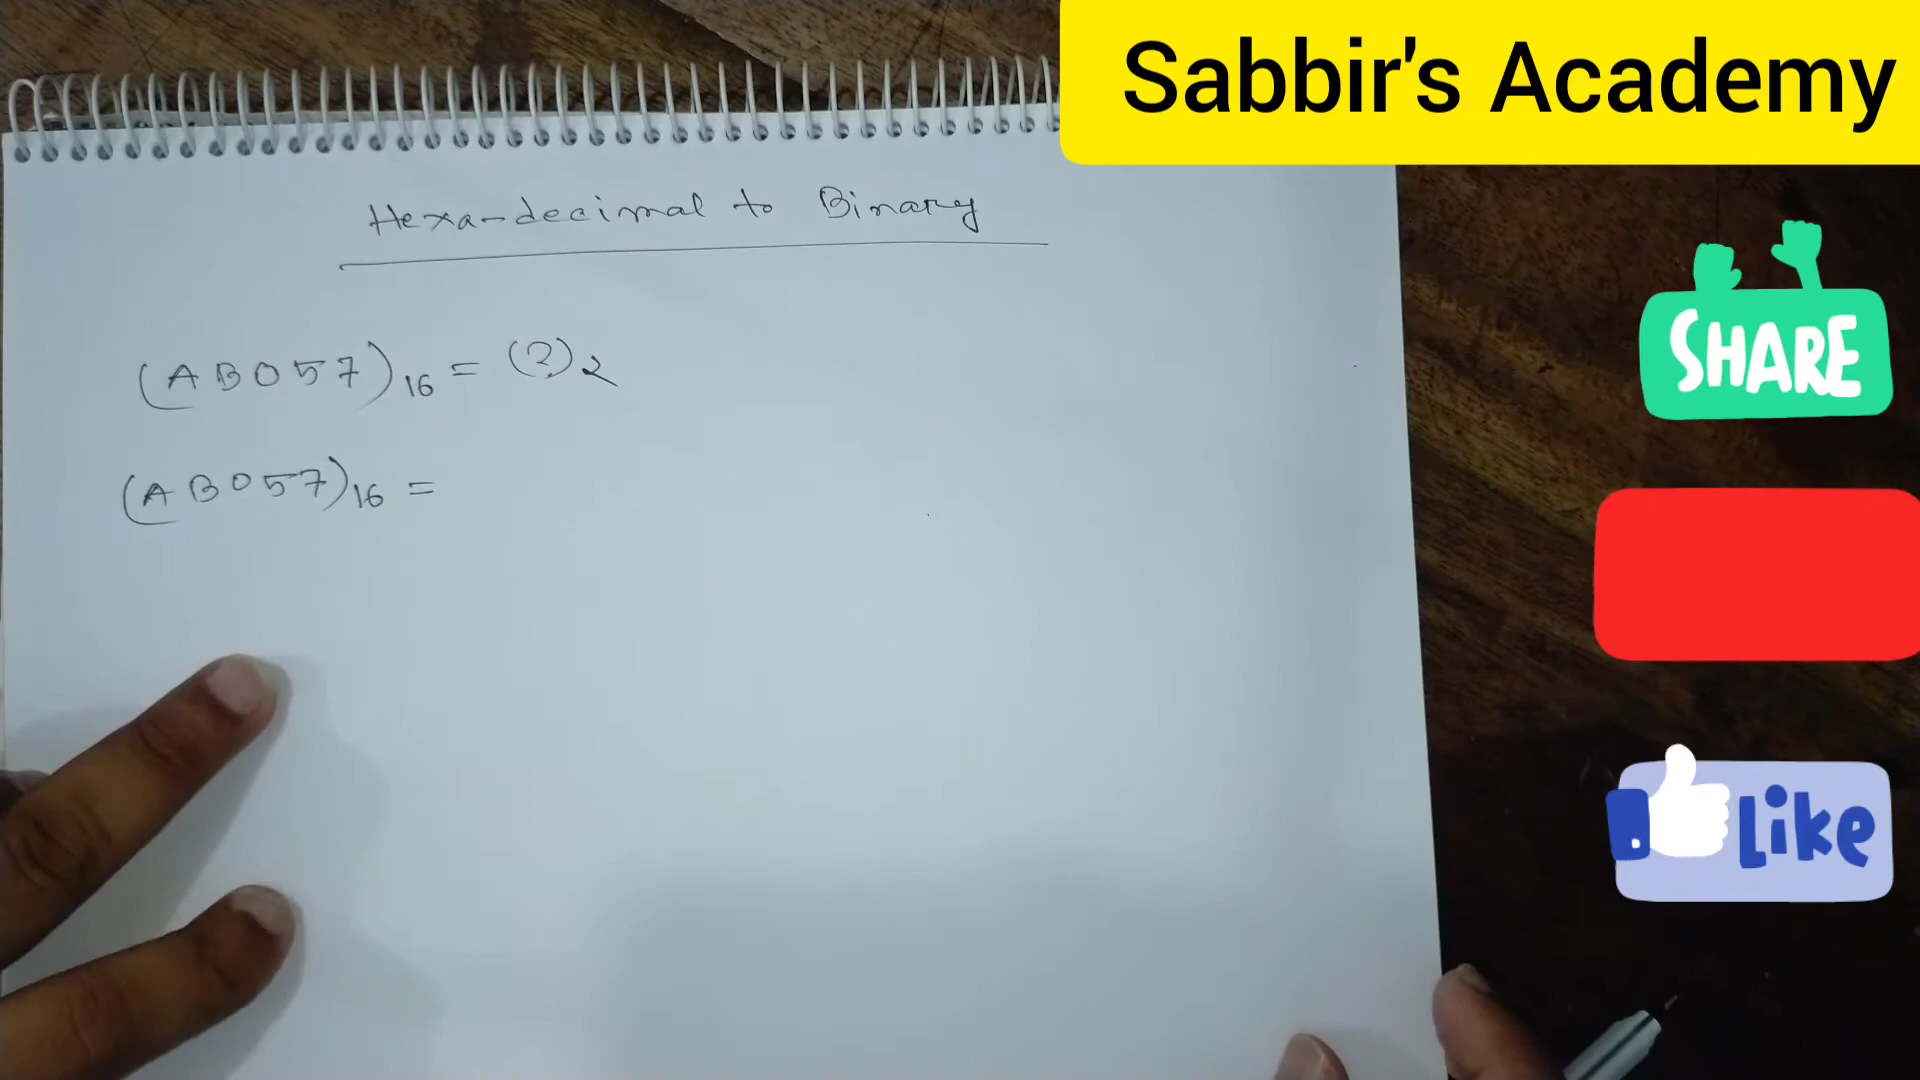 Sabbir's Academy
Hexa-decimal to Binary
(AB057)16 = (?)2
(AB057)16 =
SHARE
Like